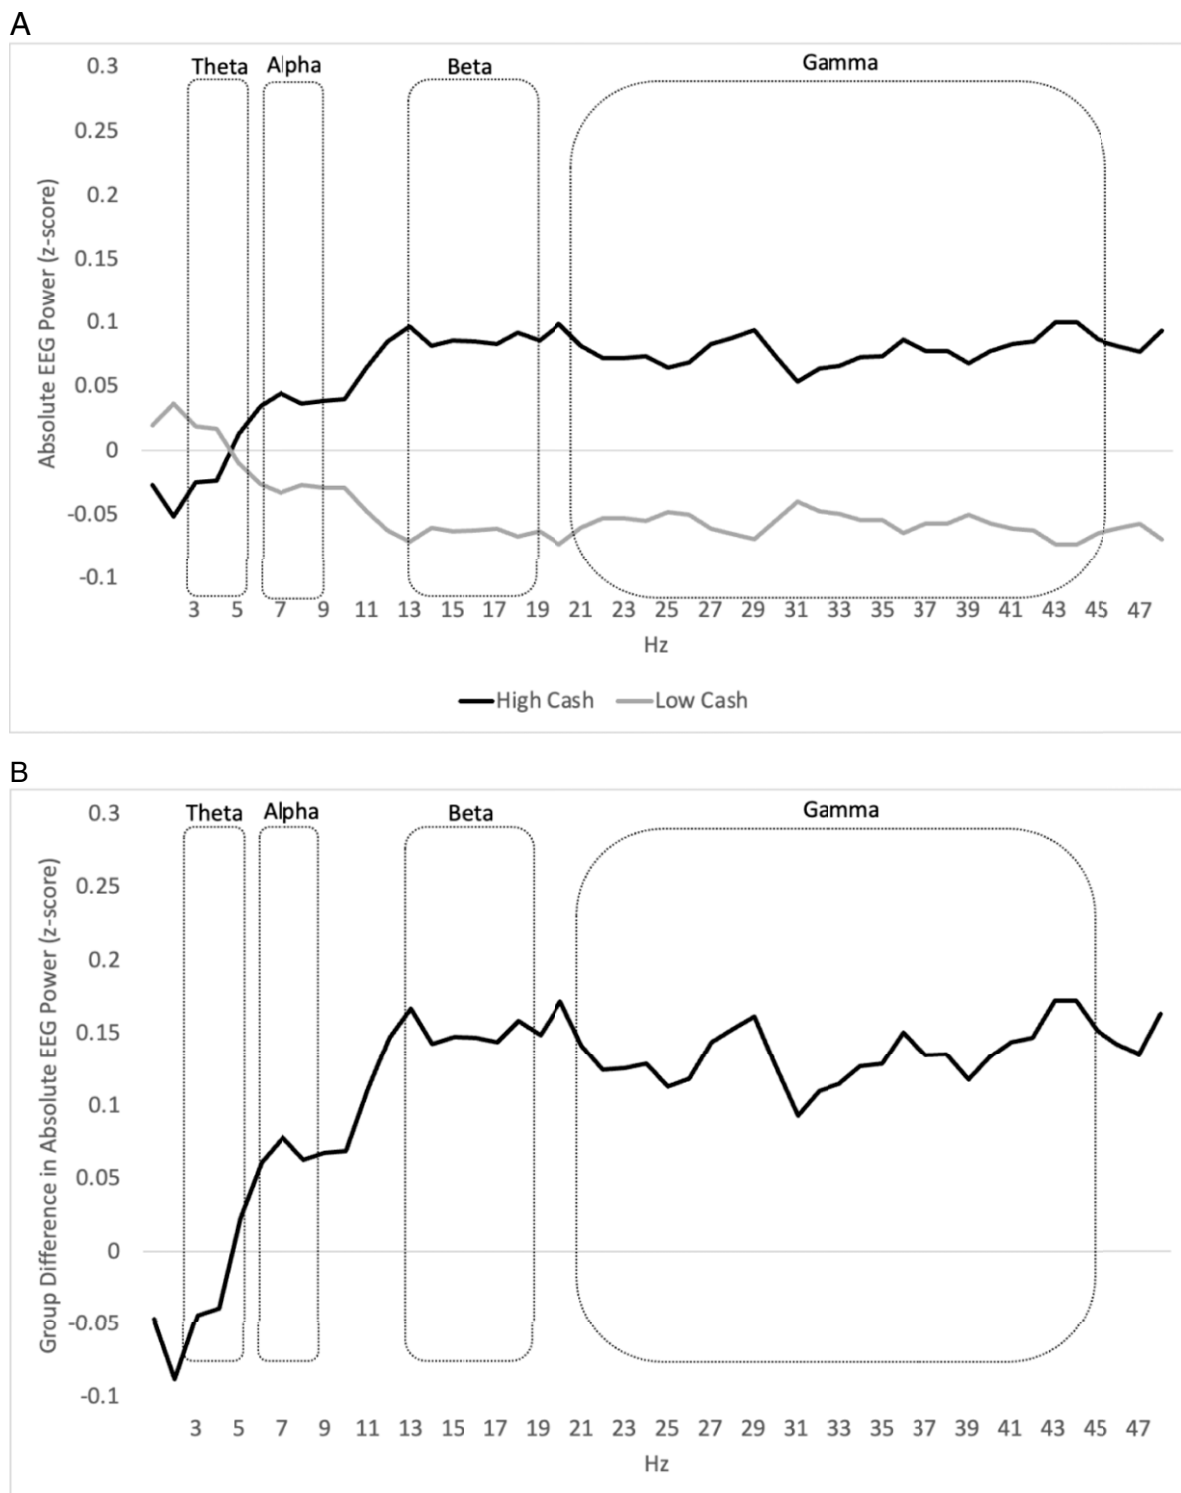 A
Theta Alpha Beta Gamma
0.3
0.25
0.2
0.15
0.1
0.05
0
-0.05
-0.1
Absolute EEG Power (z-score)
3 5 7 9 11 13 15 17 19 21 23 25 27 29 31 33 35 37 39 41 43 45 47
Hz
High Cash Low Cash
B
Theta Alpha Beta Gamma
0.3
0.25
0.2
0.15
0.1
0.05
0
-0.05
-0.1
Group Difference in Absolute EEG Power (z-score)
3 5 7 9 11 13 15 17 19 21 23 25 27 29 31 33 35 37 39 41 43 45 47
Hz